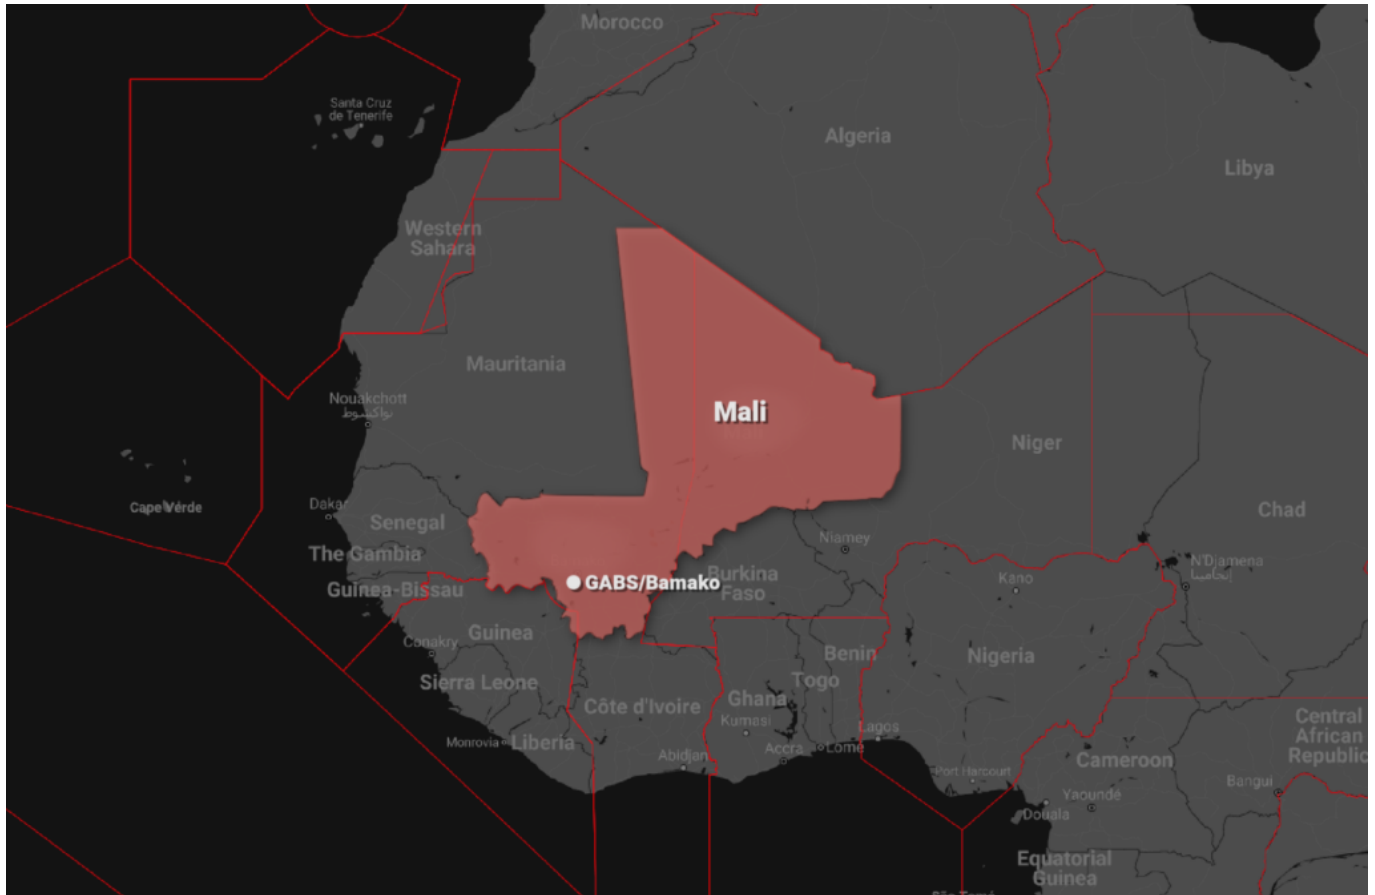 Morocco
Santa Cruz
de Tenerife
Algeria
Libya
Western
Sahara
Mauritania
Nouakchott
نواكشوط
Mali
Niger
Cape Verde
Dakar
Senegal
Chad
The Gambia
Niamey
N'Djamena
إنجامينا
Guinea-Bissau
GABS/Bamako
Burkina
Faso
Kano
Conakry
Guinea
Benin
Nigeria
Sierra Leone
Togo
Côte d'Ivoire
Ghana
Kumasi
Lagos
Central
African
Republic
Monrovia
Liberia
Abidjan
Accra
Lomé
Cameroon
Port Harcourt
Bangui
Yaoundé
Douala
Equatorial
Guinea